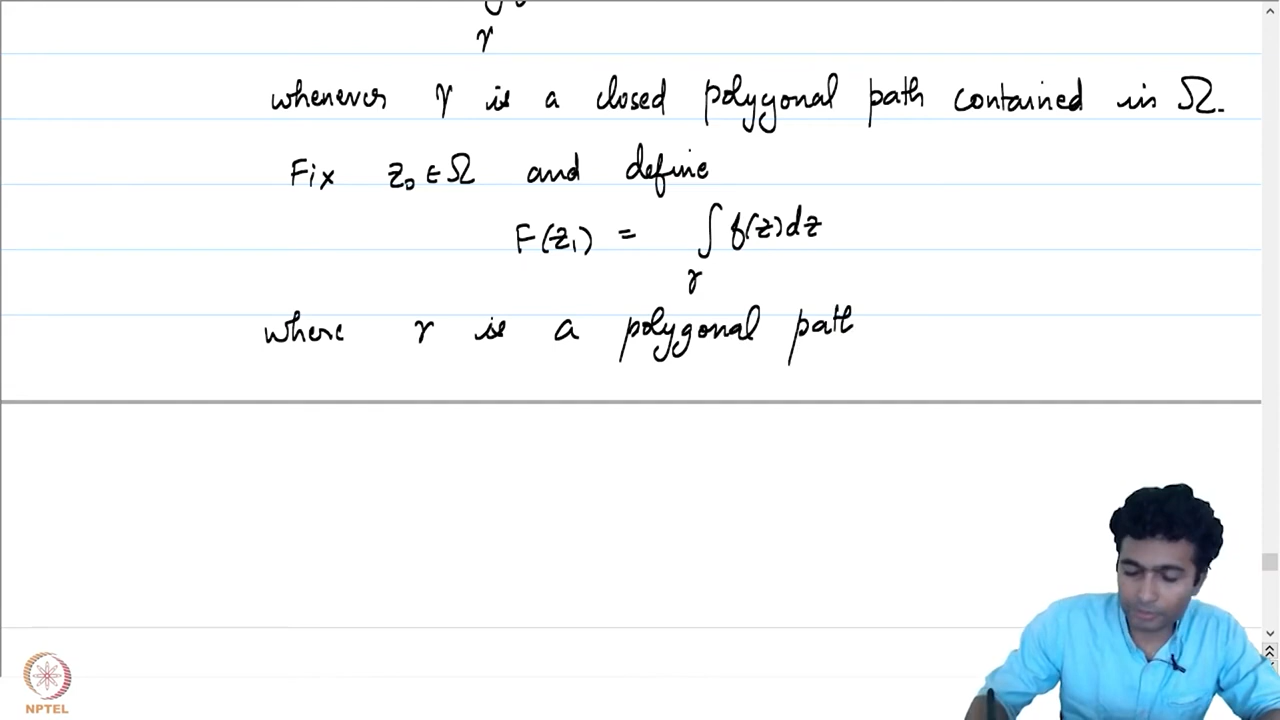 γ
whenever γ is a closed polygonal path contained in Ω.
Fix z₀ ∈ Ω and define
F(z₁) = ∫ f(z)dz
γ
where γ is a polygonal path
NPTEL